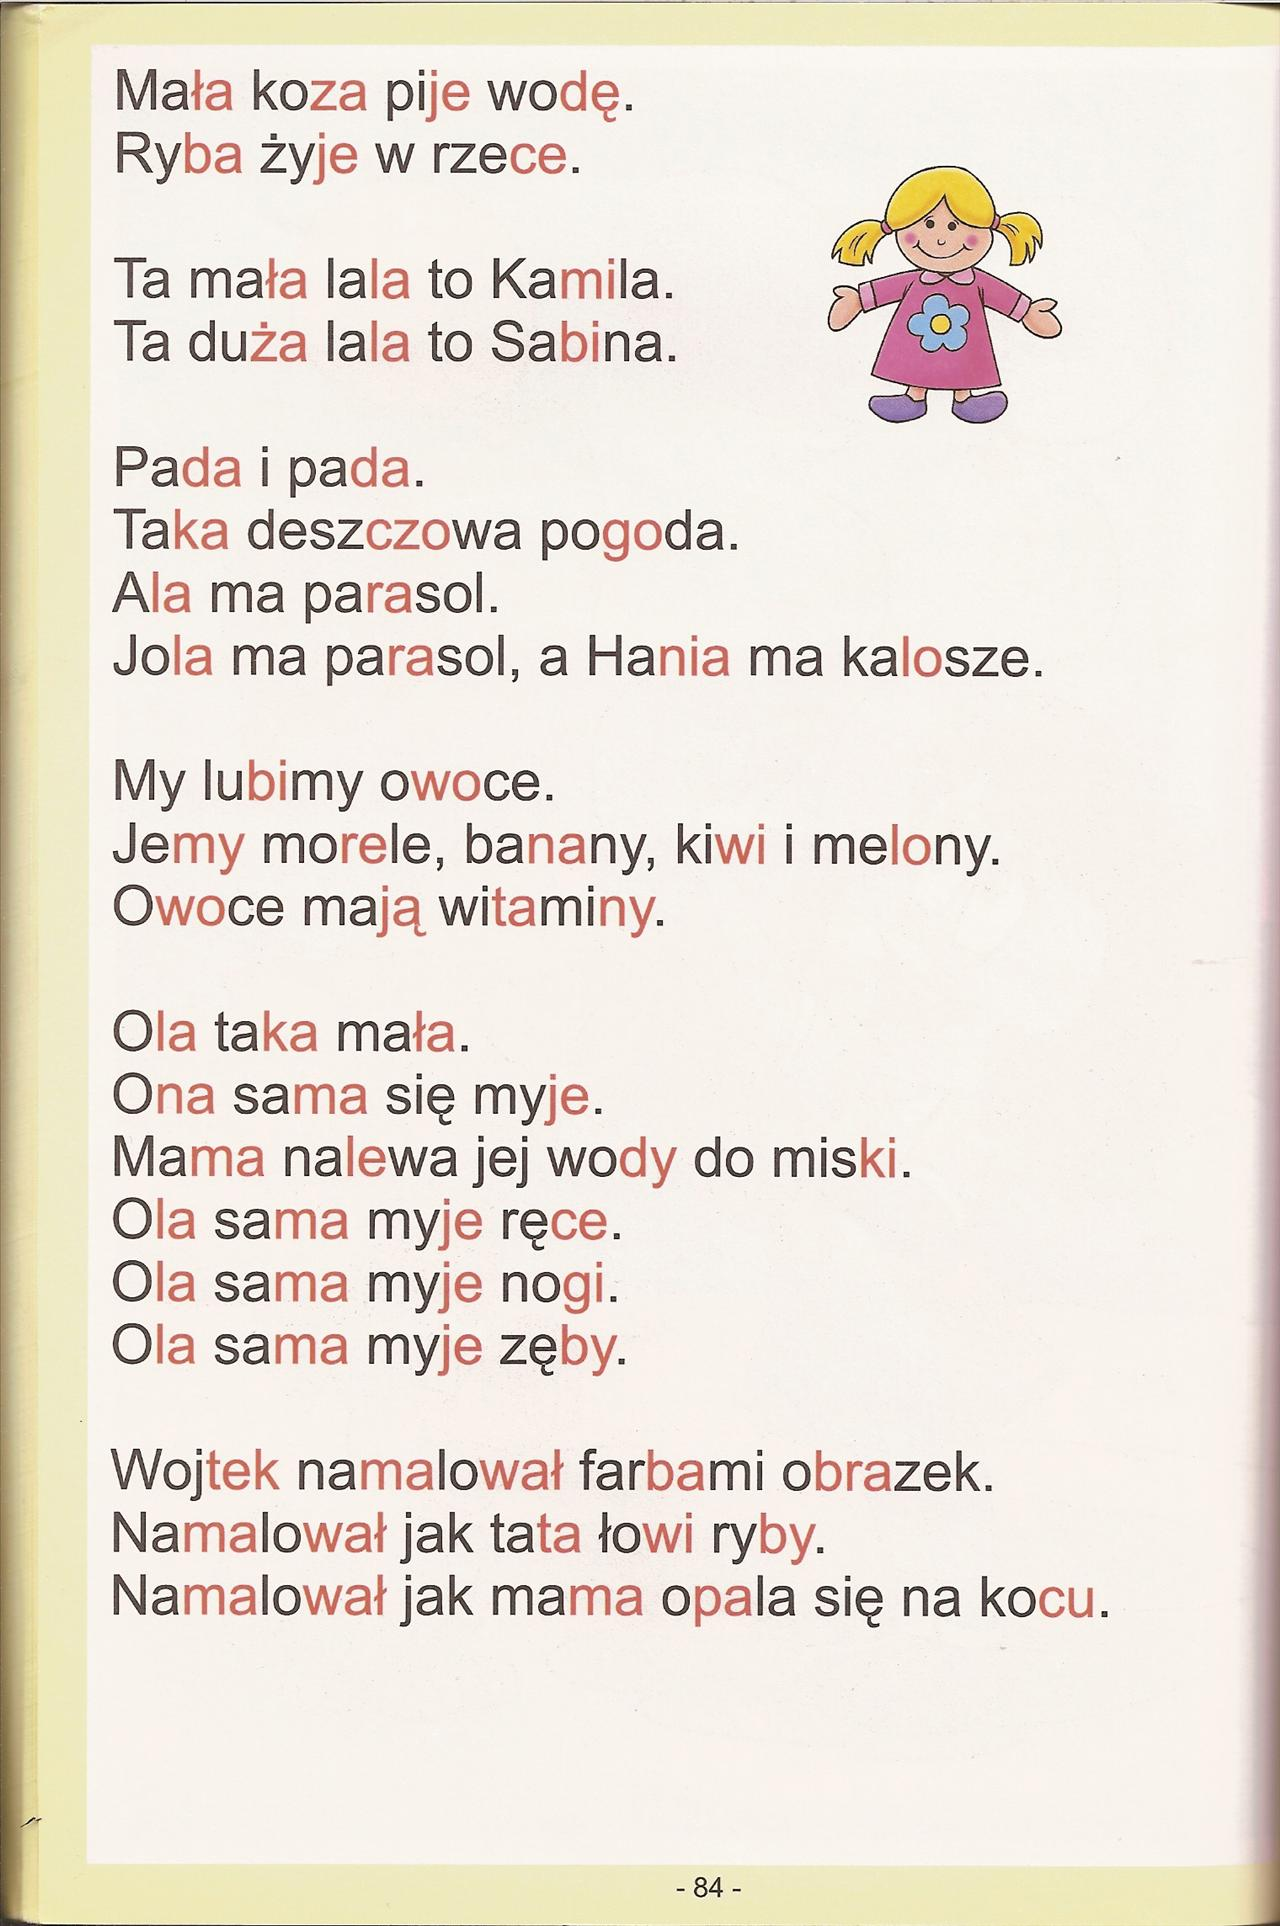 Mała koza pije wodę.
Ryba żyje w rzece.
Ta mała lala to Kamila.
Ta duża lala to Sabina.
Pada i pada.
Taka deszczowa pogoda.
Ala ma parasol.
Jola ma parasol, a Hania ma kalosze.
My lubimy owoce.
Jemy morele, banany, kiwi i melony.
Owoce mają witaminy.
Ola taka mała.
Ona sama się myje.
Mama nalewa jej wody do miski.
Ola sama myje ręce.
Ola sama myje nogi.
Ola sama myje zęby.
Wojtek namalował farbami obrazek.
Namalował jak tata łowi ryby.
Namalował jak mama opala się na kocu.
- 84 -